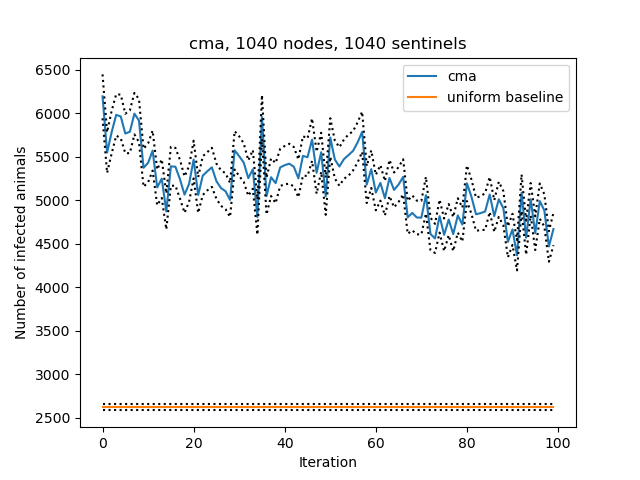 cma, 1040 nodes, 1040 sentinels
cma
uniform baseline
Number of infected animals
6500
6000
5500
5000
4500
4000
3500
3000
2500
0 20 40 60 80 100
Iteration